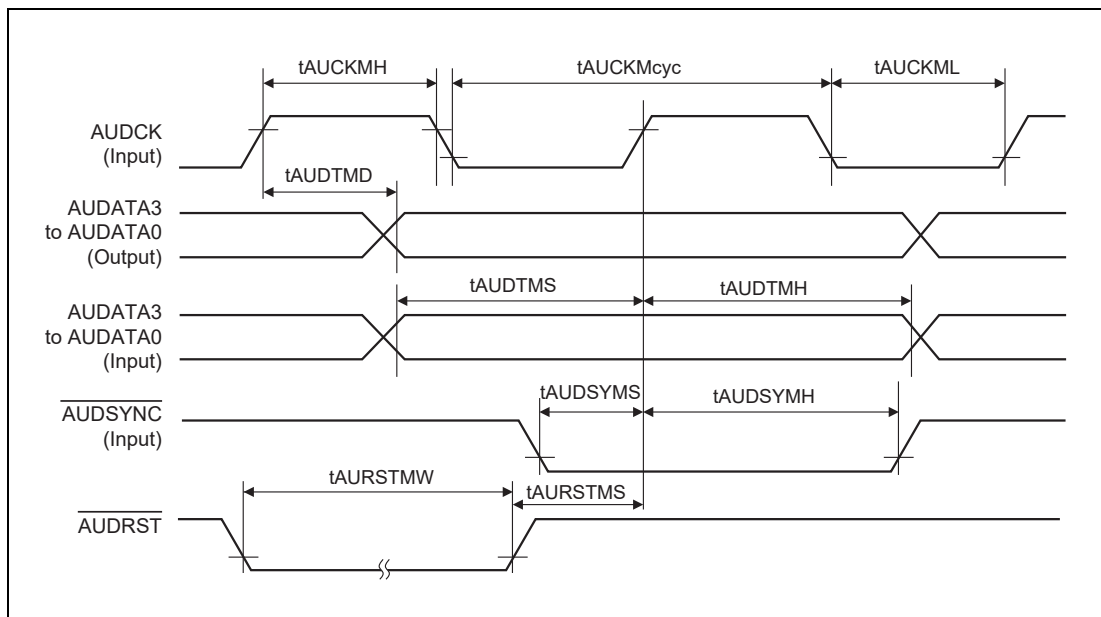 tAUCKMH
tAUCKMcyc
tAUCKML
AUDCK
(Input)
tAUDTMD
AUDATA3
to AUDATA0
(Output)
tAUDTMS
tAUDTMH
AUDATA3
to AUDATA0
(Input)
tAUDSYMS
tAUDSYMH
AUDSYNC
(Input)
tAURSTMW
tAURSTMS
AUDRST